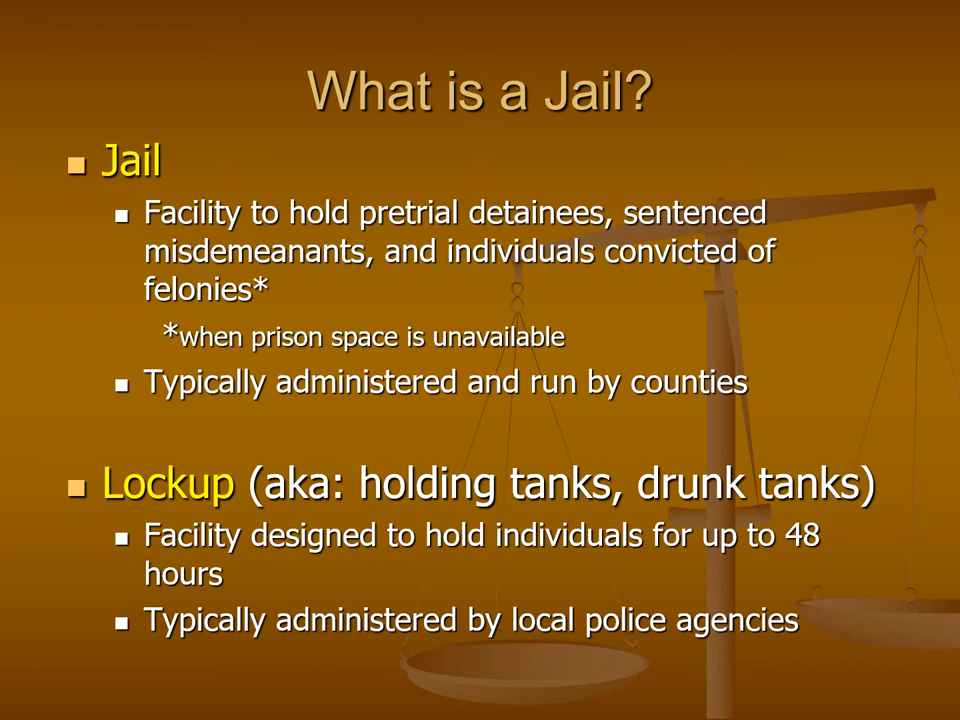 What is a Jail?
Jail
Facility to hold pretrial detainees, sentenced
misdemeanants, and individuals convicted of
felonies*
*when prison space is unavailable
Typically administered and run by counties
Lockup (aka: holding tanks, drunk tanks)
Facility designed to hold individuals for up to 48
hours
Typically administered by local police agencies